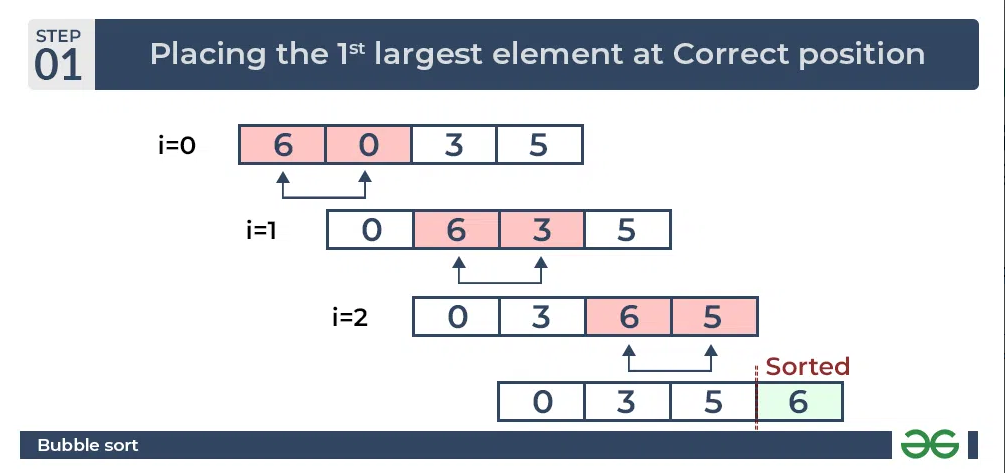 STEP
01
Placing the 1st largest element at Correct position
i=0
6 0 3 5
i=1
0 6 3 5
i=2
0 3 6 5
Sorted
0 3 5 6
Bubble sort